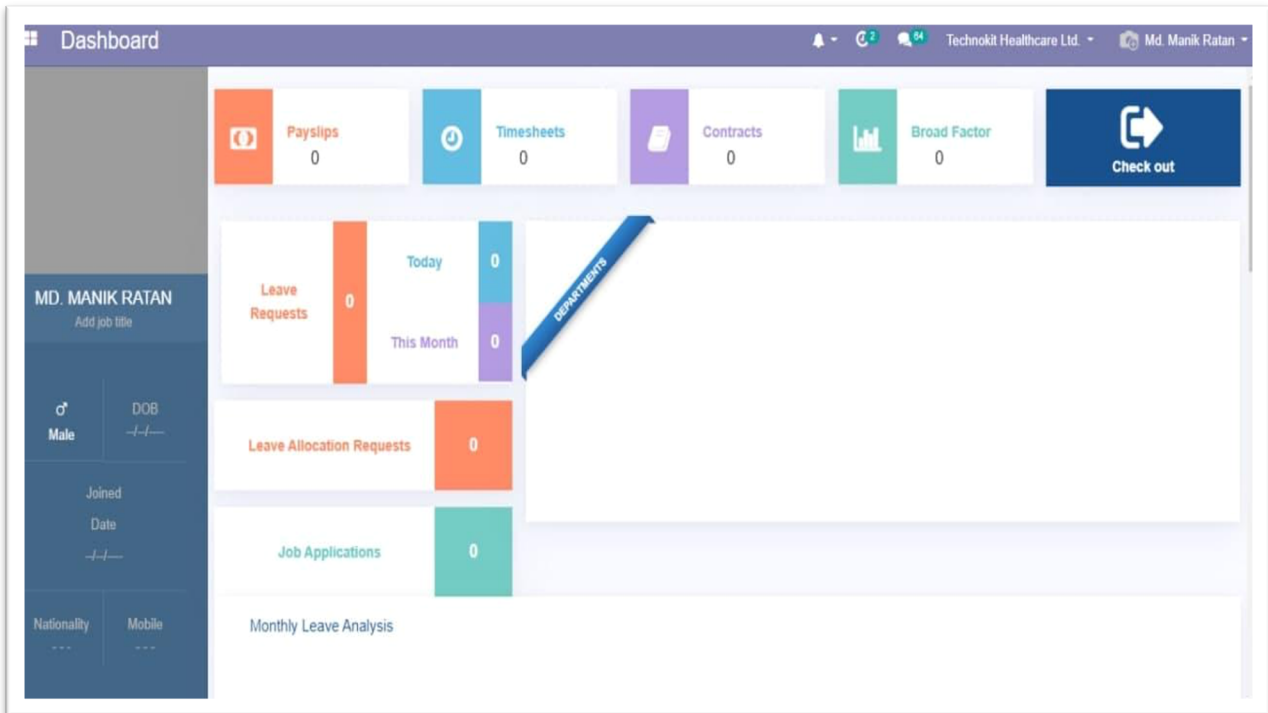 Dashboard
2
64
Technokit Healthcare Ltd.
Md. Manik Ratan
MD. MANIK RATAN
Add job title
Male
DOB
--/--/----
Joined
Date
--/--/----
Nationality
- - -
Mobile
- - -
Payslips
0
Timesheets
0
Contracts
0
Broad Factor
0
Check out
Leave
Requests
0
Today
0
This Month
0
DEPARTMENTS
Leave Allocation Requests
0
Job Applications
0
Monthly Leave Analysis